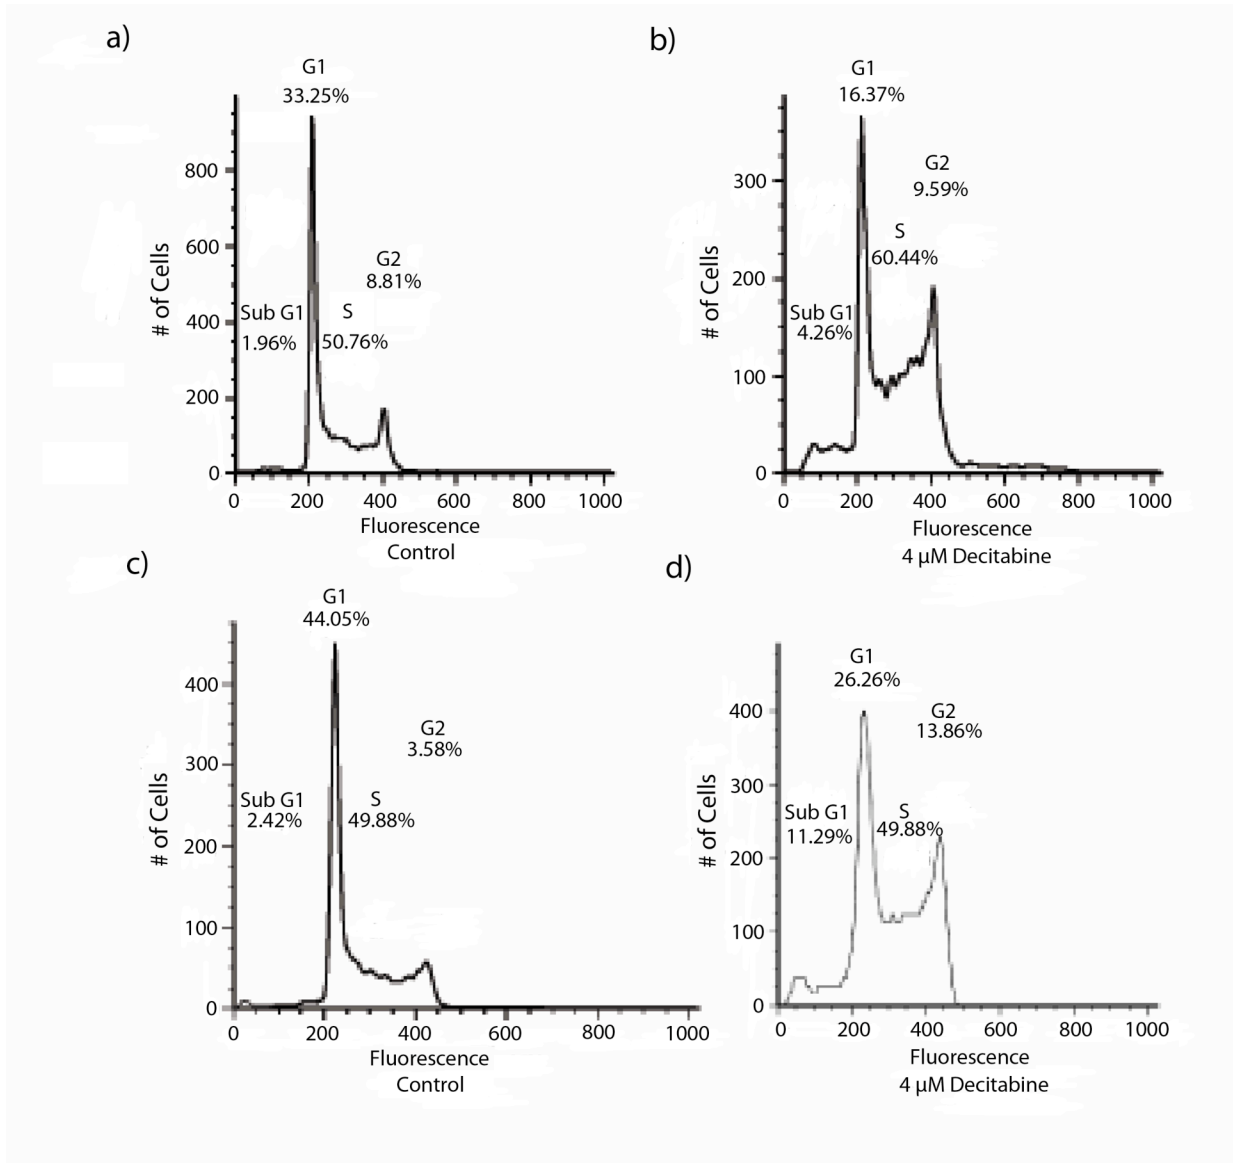 a)
G1
33.25%
800
600
400
200
0
# of Cells
Sub G1
1.96%
S
50.76%
G2
8.81%
0 200 400 600 800 1000
Fluorescence
Control
b)
G1
16.37%
G2
9.59%
S
60.44%
Sub G1
4.26%
300
200
100
0
# of Cells
0 200 400 600 800 1000
Fluorescence
4 µM Decitabine
c)
G1
44.05%
G2
3.58%
Sub G1
2.42%
S
49.88%
400
300
200
100
0
# of Cells
0 200 400 600 800 1000
Fluorescence
Control
d)
G1
26.26%
G2
13.86%
Sub G1
11.29%
S
49.88%
400
300
200
100
0
# of Cells
0 200 400 600 800 1000
Fluorescence
4 µM Decitabine